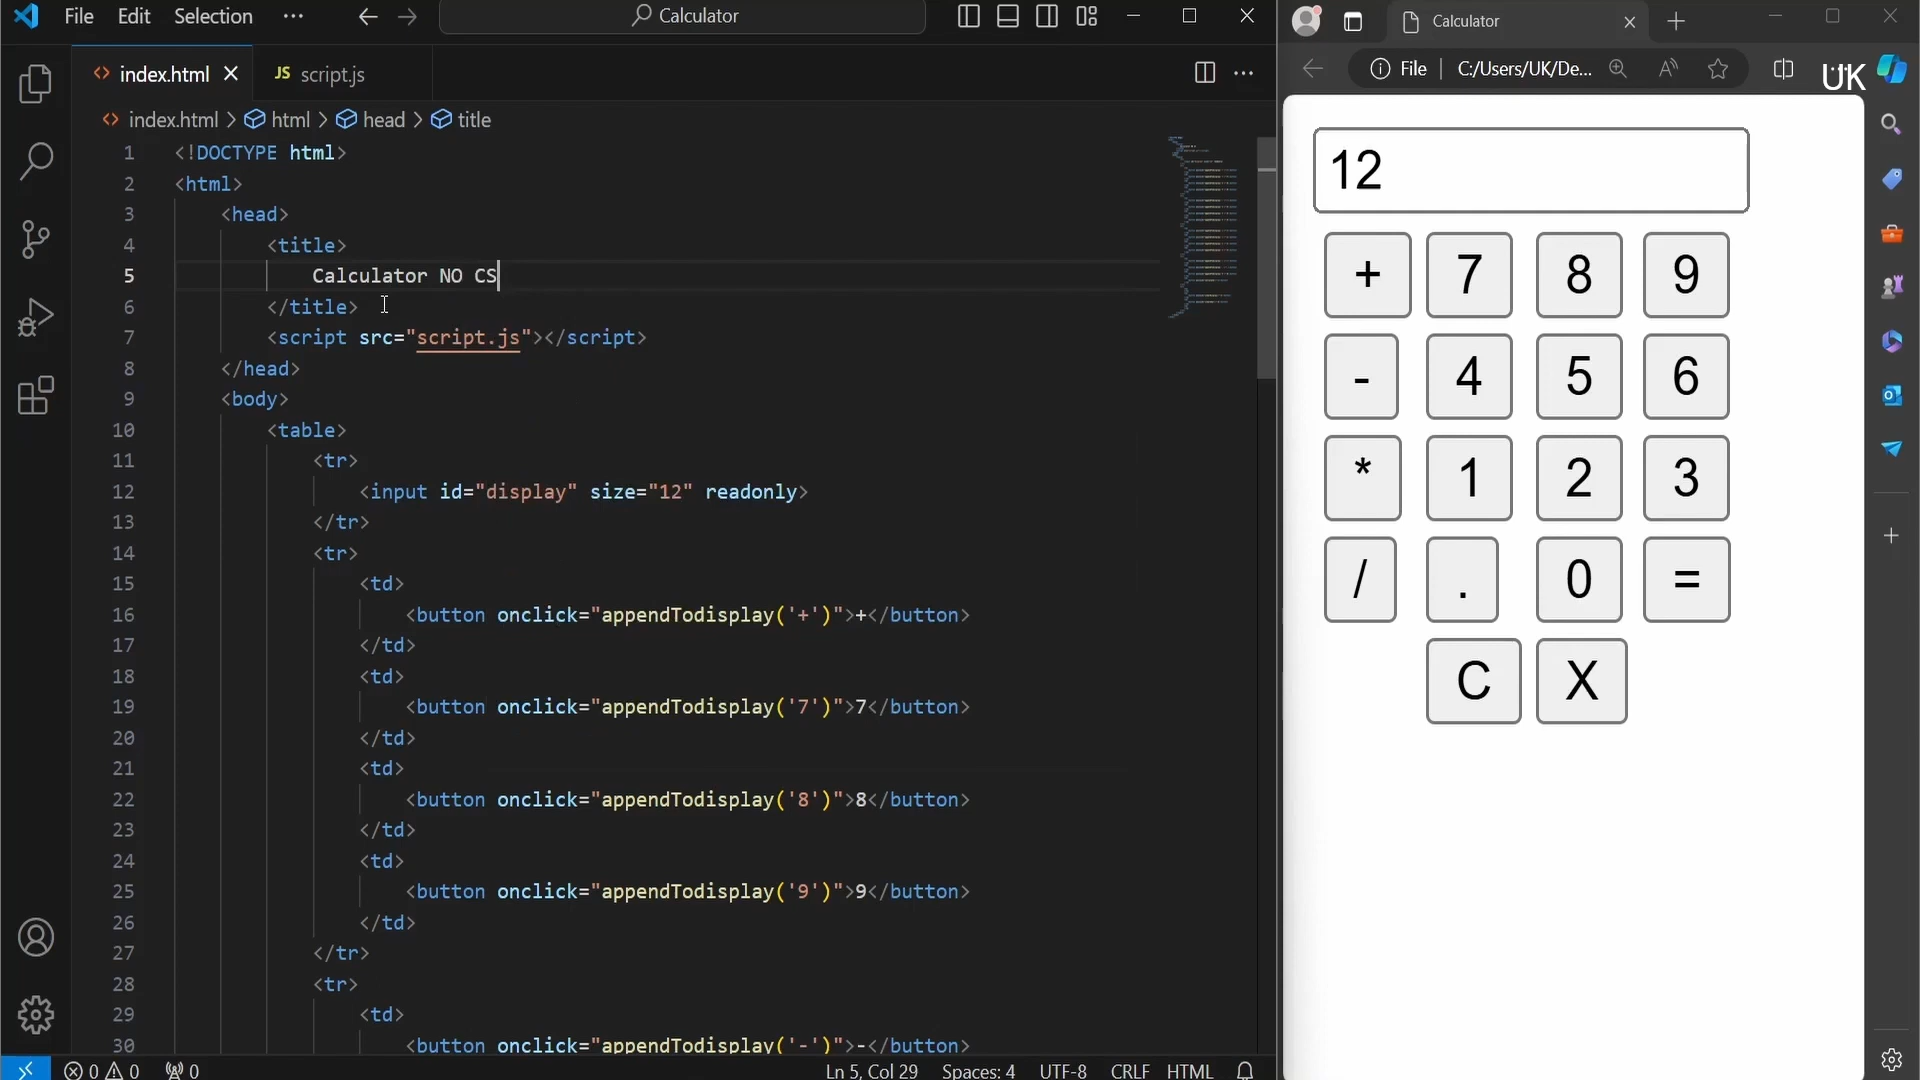 File Edit Selection ··· Calculator
index.html JS script.js
index.html > html > head > title
1 <!DOCTYPE html>
2 <html>
3 <head>
4 <title>
5 Calculator NO CS
6 </title>
7 <script src="script.js"></script>
8 </head>
9 <body>
10 <table>
11 <tr>
12 <input id="display" size="12" readonly>
13 </tr>
14 <tr>
15 <td>
16 <button onclick="appendTodisplay('+')">+</button>
17 </td>
18 <td>
19 <button onclick="appendTodisplay('7')">7</button>
20 </td>
21 <td>
22 <button onclick="appendTodisplay('8')">8</button>
23 </td>
24 <td>
25 <button onclick="appendTodisplay('9')">9</button>
26 </td>
27 </tr>
28 <tr>
29 <td>
30 <button onclick="appendTodisplay('-')">-</button>
0 0 0 Ln 5, Col 29 Spaces: 4 UTF-8 CRLF HTML
Calculator
File C:/Users/UK/De... UK
12
+ 7 8 9
- 4 5 6
* 1 2 3
/ . 0 =
C X